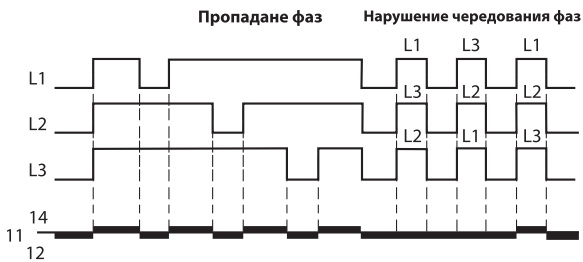 Пропадане фаз
Нарушение чередования фаз
L1 L3 L1
L1
L3 L2 L2
L2
L2 L1 L3
L3
14
11
12